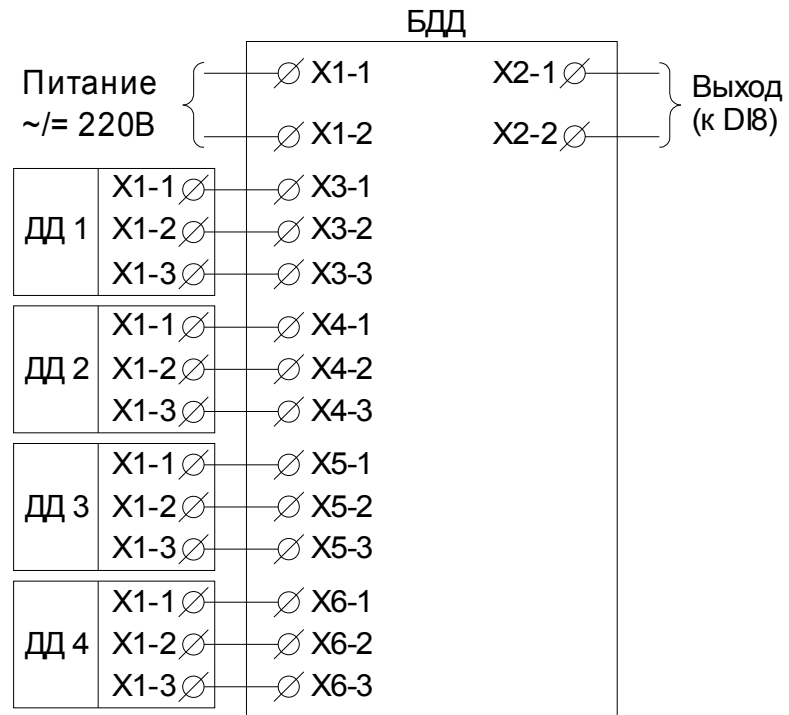 БДД
Питание
~/= 220В
X1-1
X2-1
X1-2
X2-2
Выход
(к DI8)
ДД 1
X1-1
X3-1
X1-2
X3-2
X1-3
X3-3
ДД 2
X1-1
X4-1
X1-2
X4-2
X1-3
X4-3
ДД 3
X1-1
X5-1
X1-2
X5-2
X1-3
X5-3
ДД 4
X1-1
X6-1
X1-2
X6-2
X1-3
X6-3